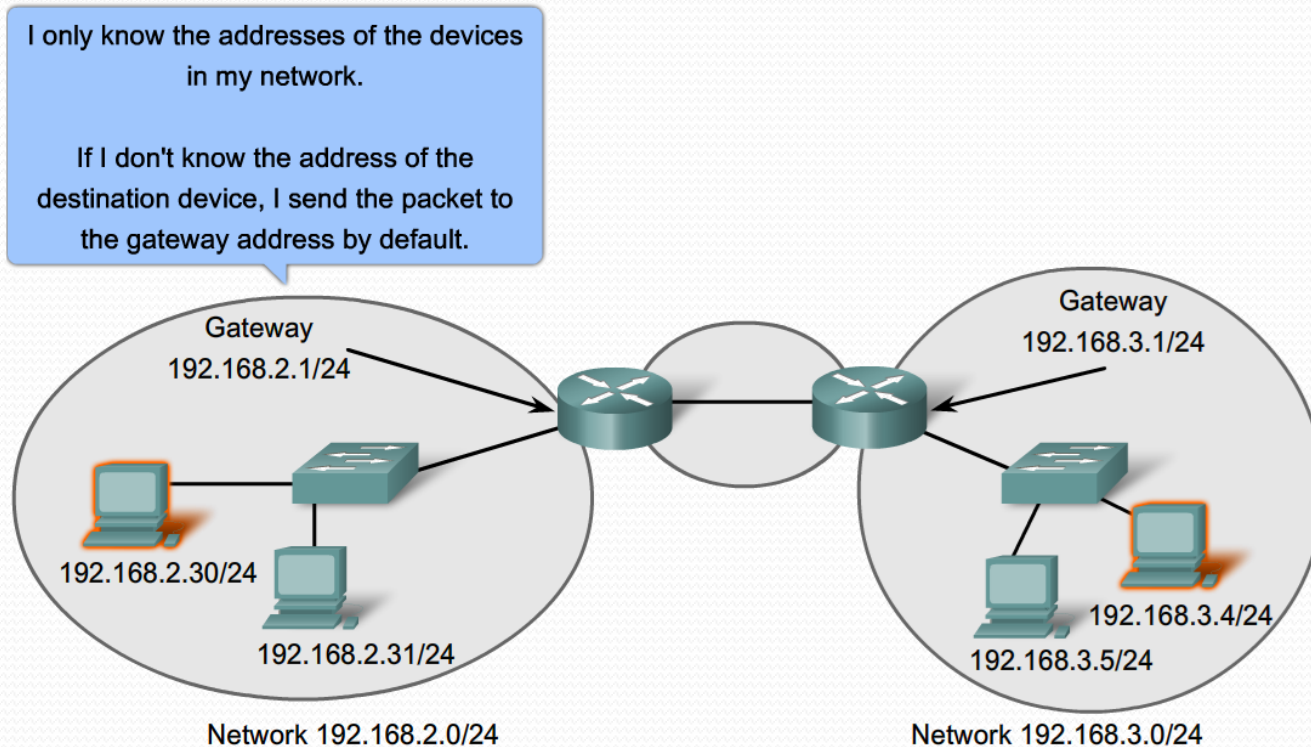 I only know the addresses of the devices
in my network.
If I don't know the address of the
destination device, I send the packet to
the gateway address by default.
Gateway
192.168.2.1/24
Gateway
192.168.3.1/24
192.168.2.30/24
192.168.2.31/24
192.168.3.4/24
192.168.3.5/24
Network 192.168.2.0/24
Network 192.168.3.0/24